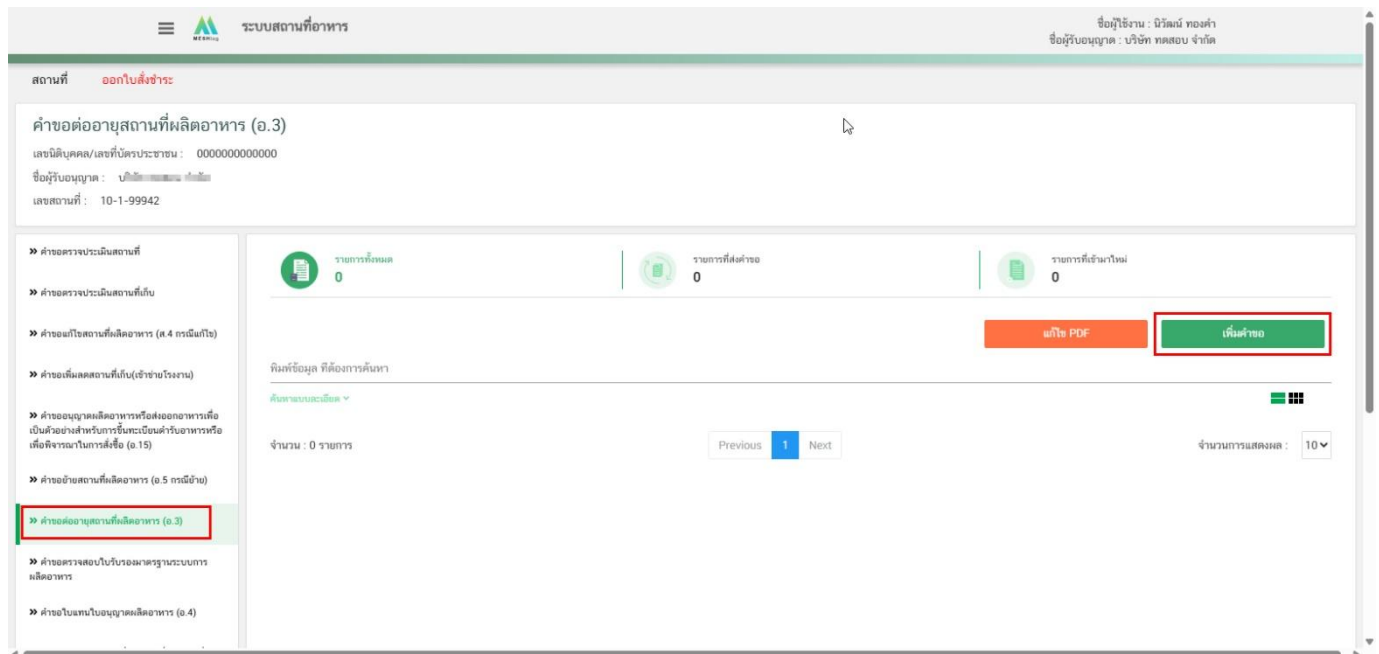 ระบบสถานที่อาหาร
ชื่อผู้ใช้งาน : นิวัฒน์ ทองคำ
ชื่อผู้รับอนุญาต : บริษัท ทดสอบ จำกัด
สถานที่ ออกใบสั่งชำระ
คำขอต่ออายุสถานที่ผลิตอาหาร (อ.3)
เลขนิติบุคคล/เลขที่บัตรประชาชน : 0000000000000
ชื่อผู้รับอนุญาต :
เลขสถานที่ : 10-1-99942
» คำขอตรวจประเมินสถานที่
» คำขอตรวจประเมินสถานที่เก็บ
» คำขอแก้ไขสถานที่ผลิตอาหาร (ส.4 กรณีแก้ไข)
» คำขอเพิ่มลดสถานที่เก็บ(เข้าข่ายโรงงาน)
» คำขออนุญาตผลิตอาหารหรือส่งออกอาหารเพื่อ
เป็นตัวอย่างสำหรับการขึ้นทะเบียนตำรับอาหารหรือ
เพื่อพิจารณาในการสั่งซื้อ (อ.15)
» คำขอย้ายสถานที่ผลิตอาหาร (อ.5 กรณีย้าย)
» คำขอต่ออายุสถานที่ผลิตอาหาร (อ.3)
» คำขอตรวจสอบใบรับรองมาตรฐานระบบการ
ผลิตอาหาร
» คำขอใบแทนใบอนุญาตผลิตอาหาร (อ.4)
รายการทั้งหมด
0
รายการที่ส่งคำขอ
0
รายการที่เข้ามาใหม่
0
แก้ไข PDF เพิ่มคำขอ
พิมพ์ข้อมูล ที่ต้องการค้นหา
ค้นหาแบบละเอียด
จำนวน : 0 รายการ Previous 1 Next จำนวนการแสดงผล : 10